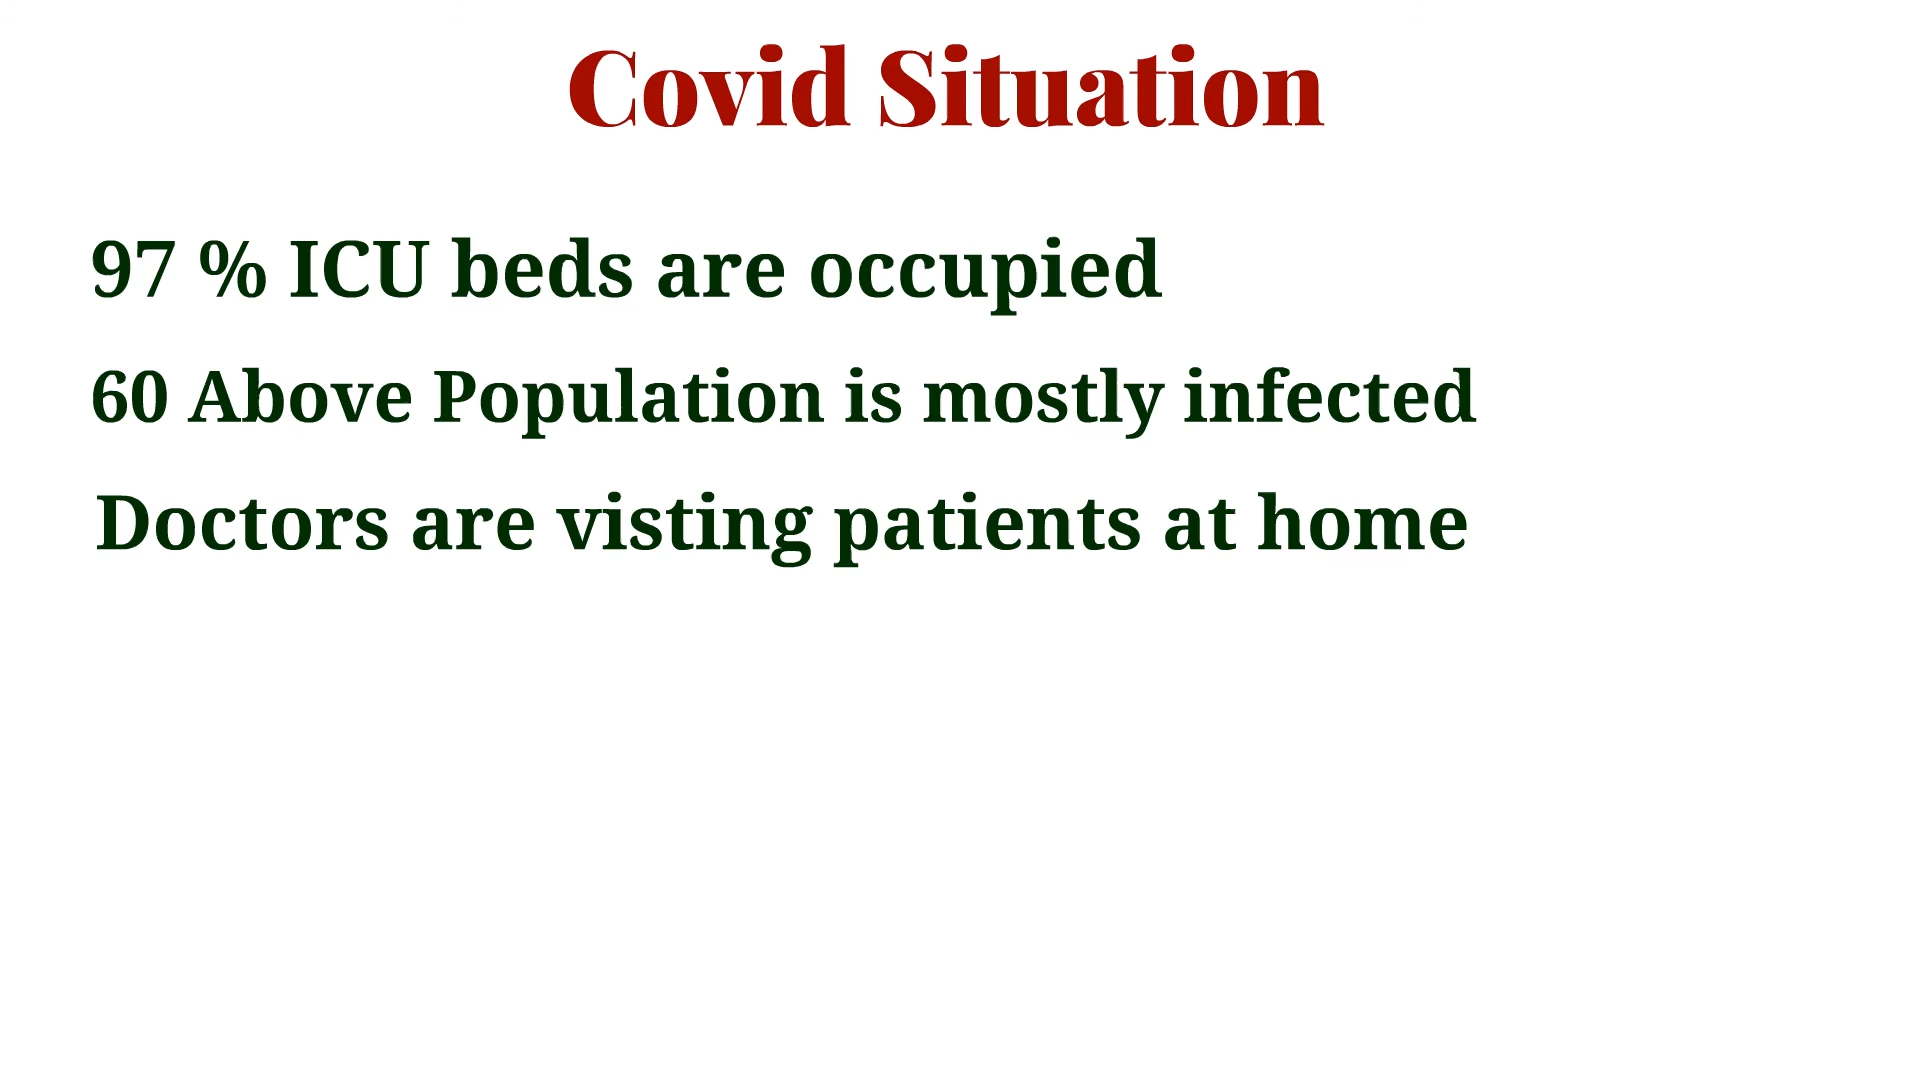 Covid Situation
97 % ICU beds are occupied
60 Above Population is mostly infected
Doctors are visting patients at home